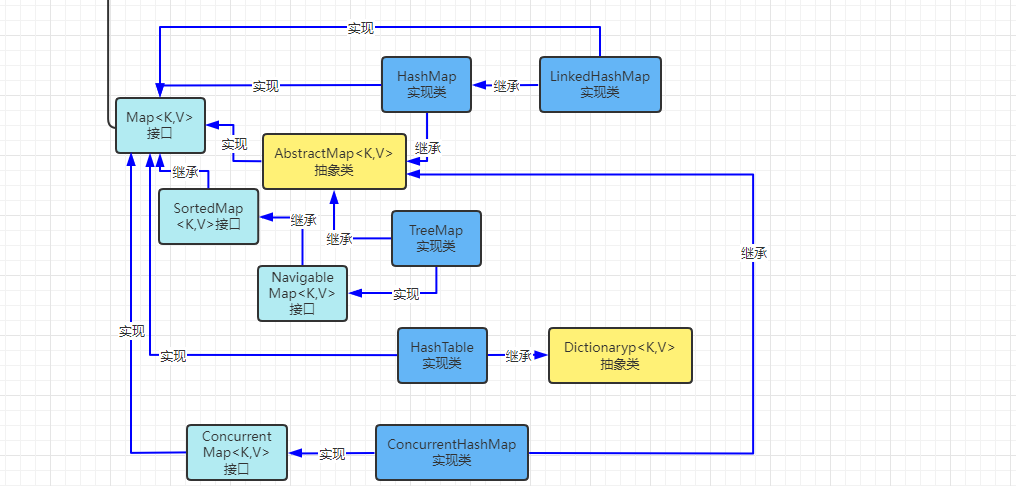 实现
HashMap
实现类
继承
LinkedHashMap
实现类
实现
Map<K,V>
接口
实现
AbstractMap<K,V>
抽象类
继承
继承
SortedMap
<K,V>接口
继承
继承
TreeMap
实现类
继承
Navigable
Map<K,V>
接口
实现
实现
实现
HashTable
实现类
继承
Dictionaryp<K,V>
抽象类
Concurrent
Map<K,V>
接口
实现
ConcurrentHashMap
实现类